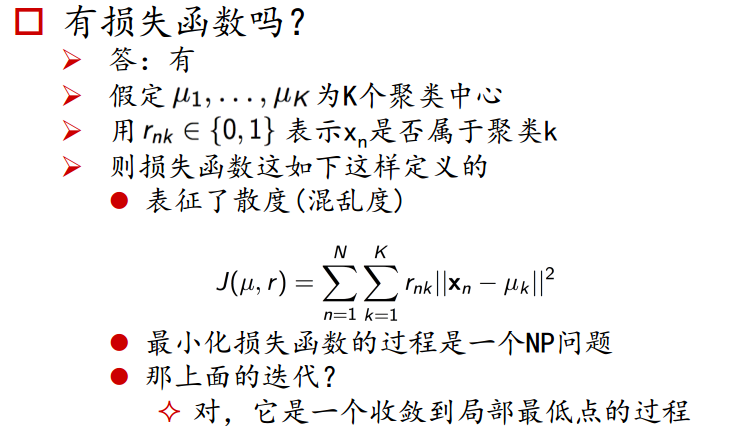 有损失函数吗?
答：有
假定 μ1, . . . , μK 为K个聚类中心
用 rnk ∈ {0, 1} 表示xn是否属于聚类k
则损失函数这如下这样定义的
表征了散度(混乱度)
J(μ, r) = ∑_{n=1}^{N} ∑_{k=1}^{K} rnk||xn − μk||²
最小化损失函数的过程是一个NP问题
那上面的迭代?
对，它是一个收敛到局部最低点的过程